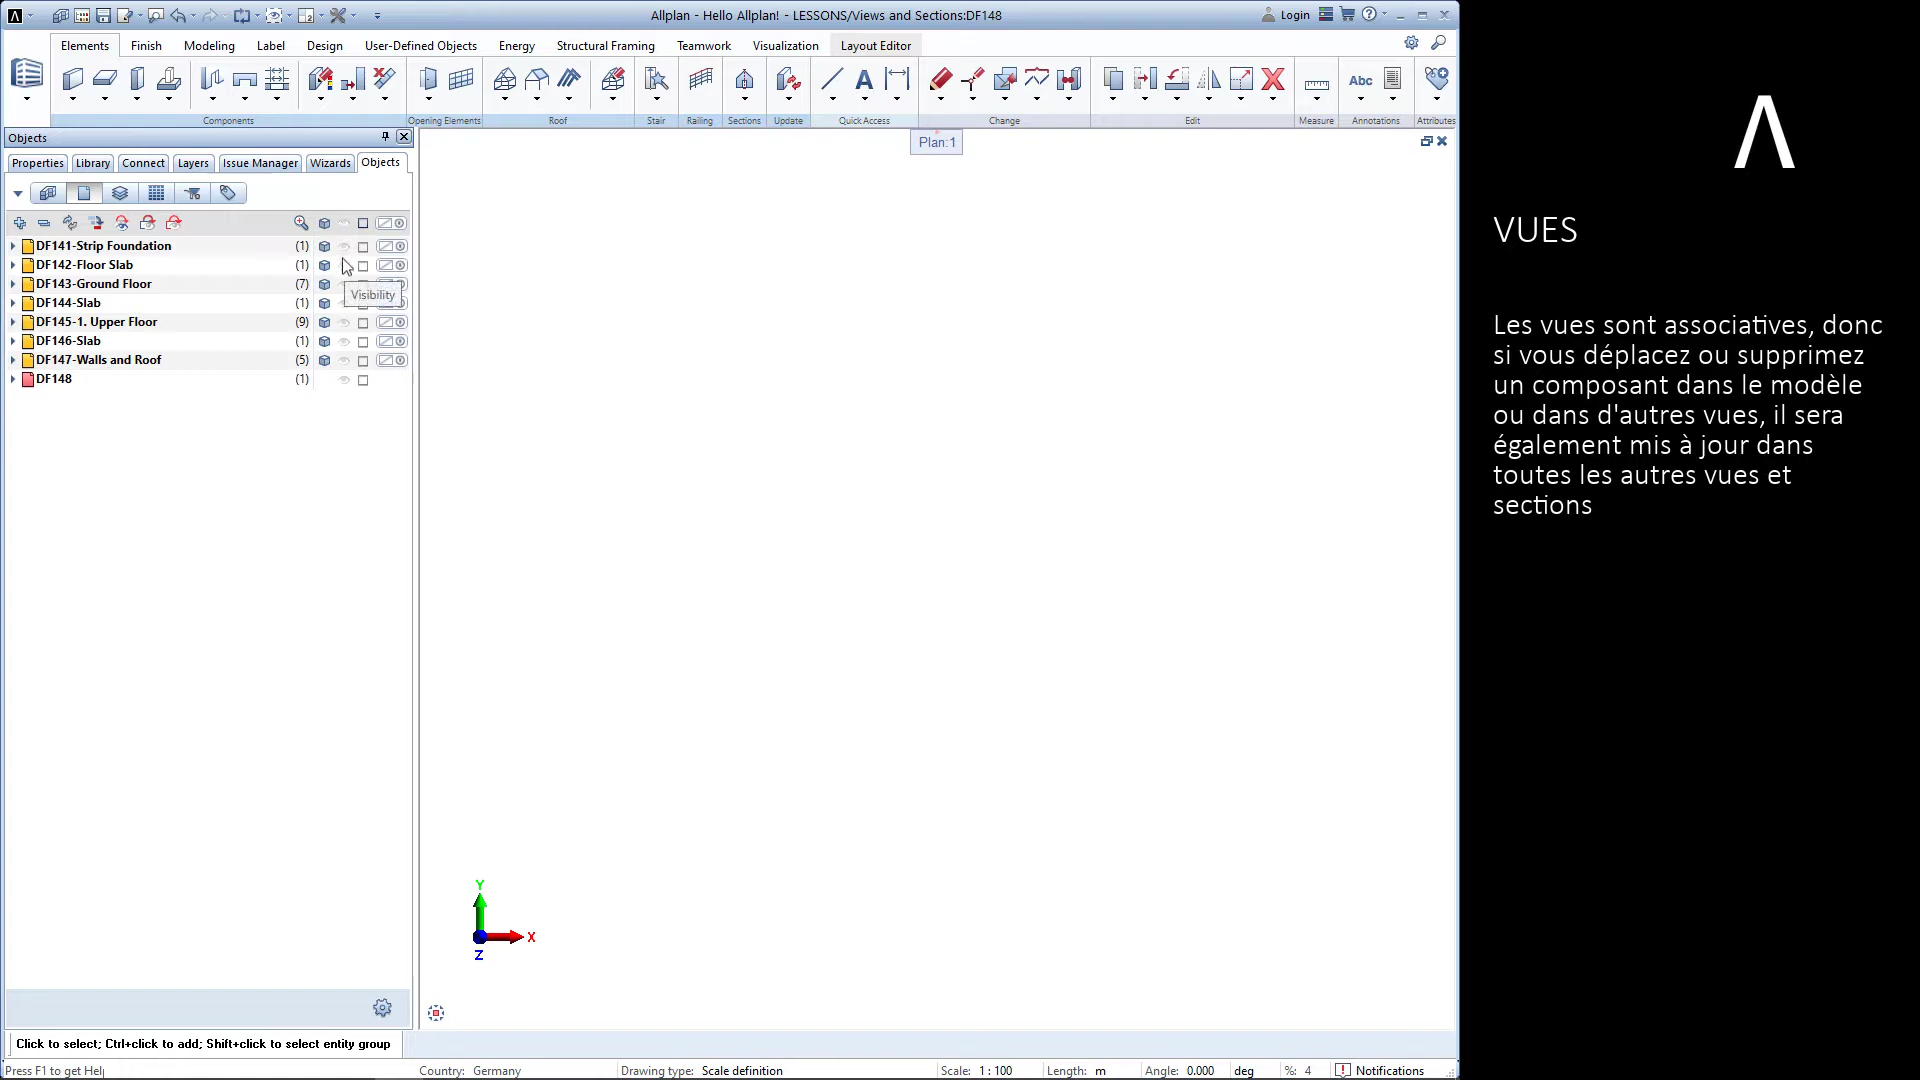 Allplan - Hello Allplan! - LESSONS/Views and Sections:DF148
Login
Elements Finish Modeling Label Design User-Defined Objects Energy Structural Framing Teamwork Visualization Layout Editor
Abc
Components Opening Elements Roof Stair Railing Sections Update Quick Access Change Edit Measure Annotations Attributes
Objects
Plan:1
Properties Library Connect Layers Issue Manager Wizards Objects
DF141-Strip Foundation (1)
DF142-Floor Slab (1)
DF143-Ground Floor (7)
Visibility
DF144-Slab (1)
DF145-1. Upper Floor (9)
DF146-Slab (1)
DF147-Walls and Roof (5)
DF148 (1)
Y
X
Z
Click to select; Ctrl+click to add; Shift+click to select entity group
Press F1 to get Hel
Country: Germany Drawing type: Scale definition Scale: 1 : 100 Length: m Angle: 0.000 deg %: 4 Notifications
VUES
Les vues sont associatives, donc
si vous déplacez ou supprimez
un composant dans le modèle
ou dans d'autres vues, il sera
également mis à jour dans
toutes les autres vues et
sections